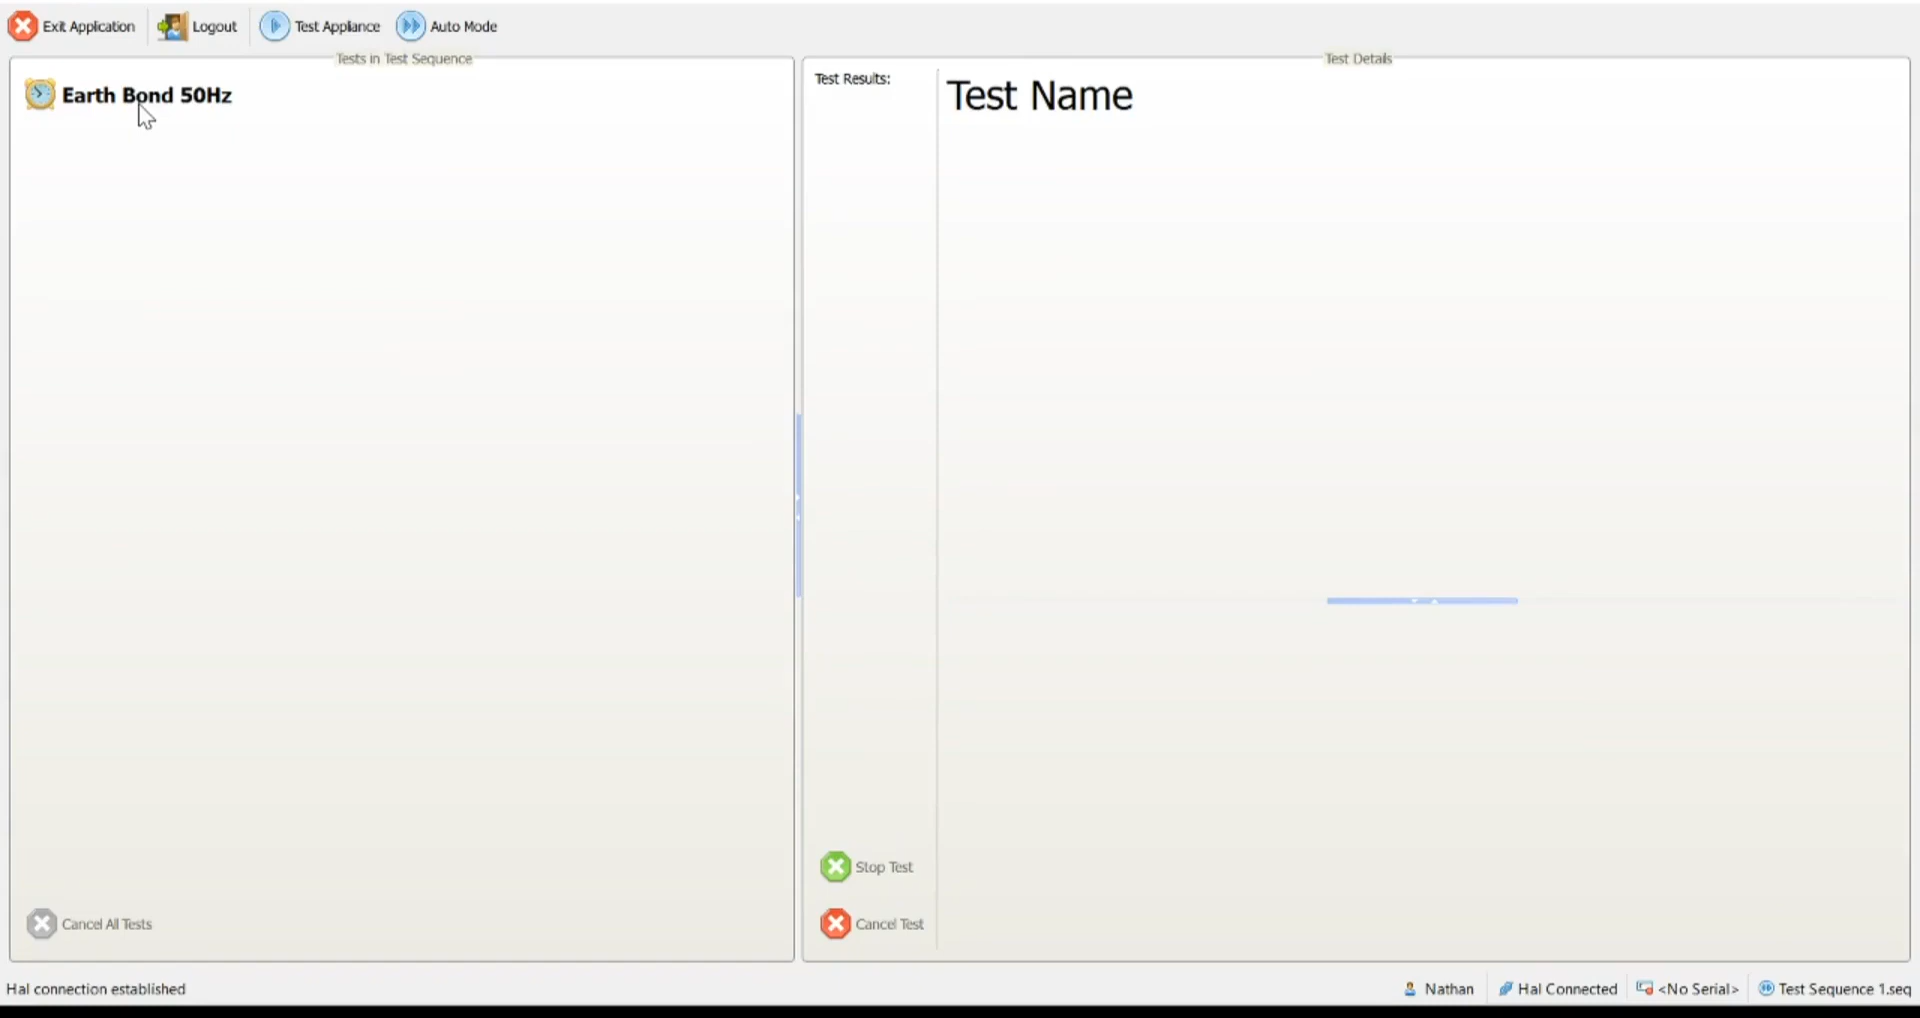 Exit Application Logout Test Appliance Auto Mode
Tests in Test Sequence
Earth Bond 50Hz
Cancel All Tests
Test Details
Test Results:
Test Name
Stop Test
Cancel Test
Hal connection established
Nathan Hal Connected <No Serial> Test Sequence 1.seq